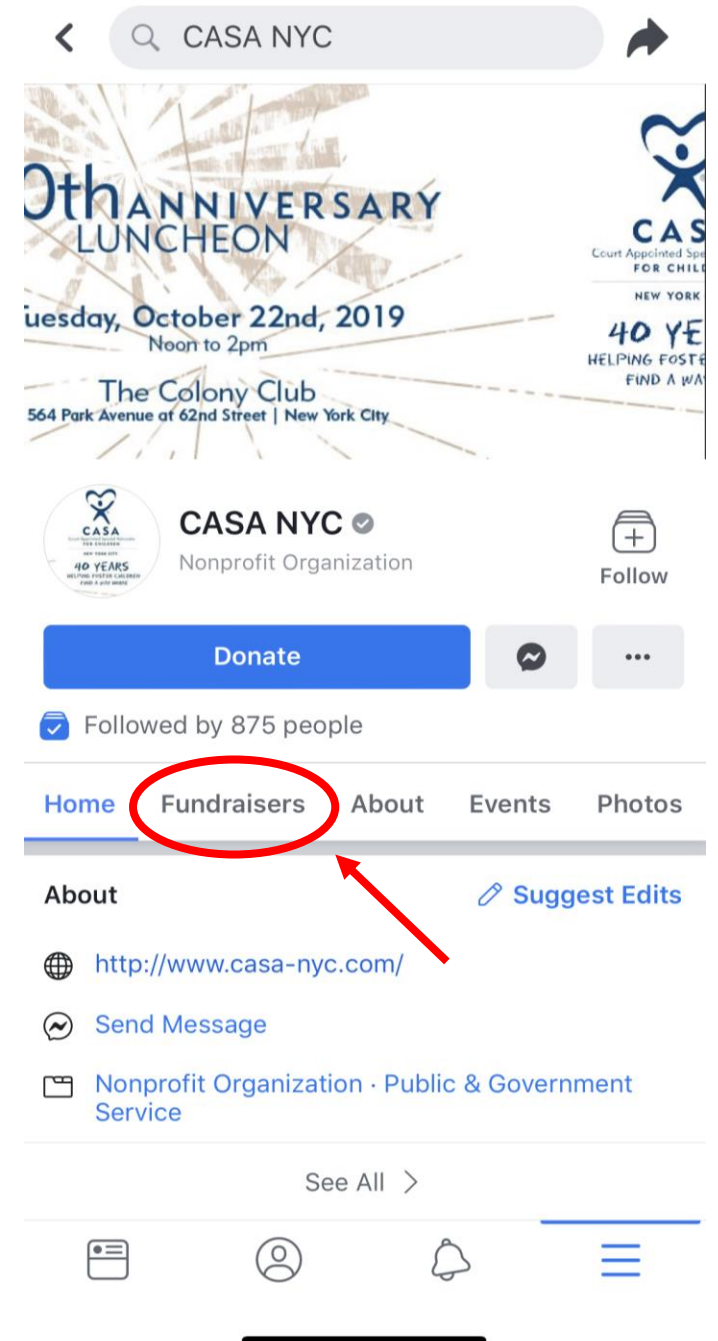 CASA NYC
0th ANNIVERSARY
LUNCHEON
uesday, October 22nd, 2019
Noon to 2pm
The Colony Club
564 Park Avenue at 62nd Street | New York City
CAS
Court Appointed Spe
FOR CHILD
NEW YORK
40 YE
HELPING FOSTE
FIND A WA
CASA
40 YEARS
CASA NYC
Nonprofit Organization
Follow
Donate
Followed by 875 people
Home Fundraisers About Events Photos
About
Suggest Edits
http://www.casa-nyc.com/
Send Message
Nonprofit Organization · Public & Government
Service
See All